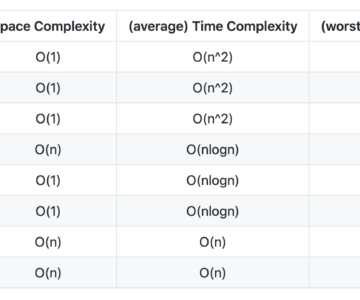 pace Complexity (average) Time Complexity (worst
O(1) O(n^2)
O(1) O(n^2)
O(1) O(n^2)
O(n) O(nlogn)
O(1) O(nlogn)
O(1) O(nlogn)
O(n) O(n)
O(n) O(n)